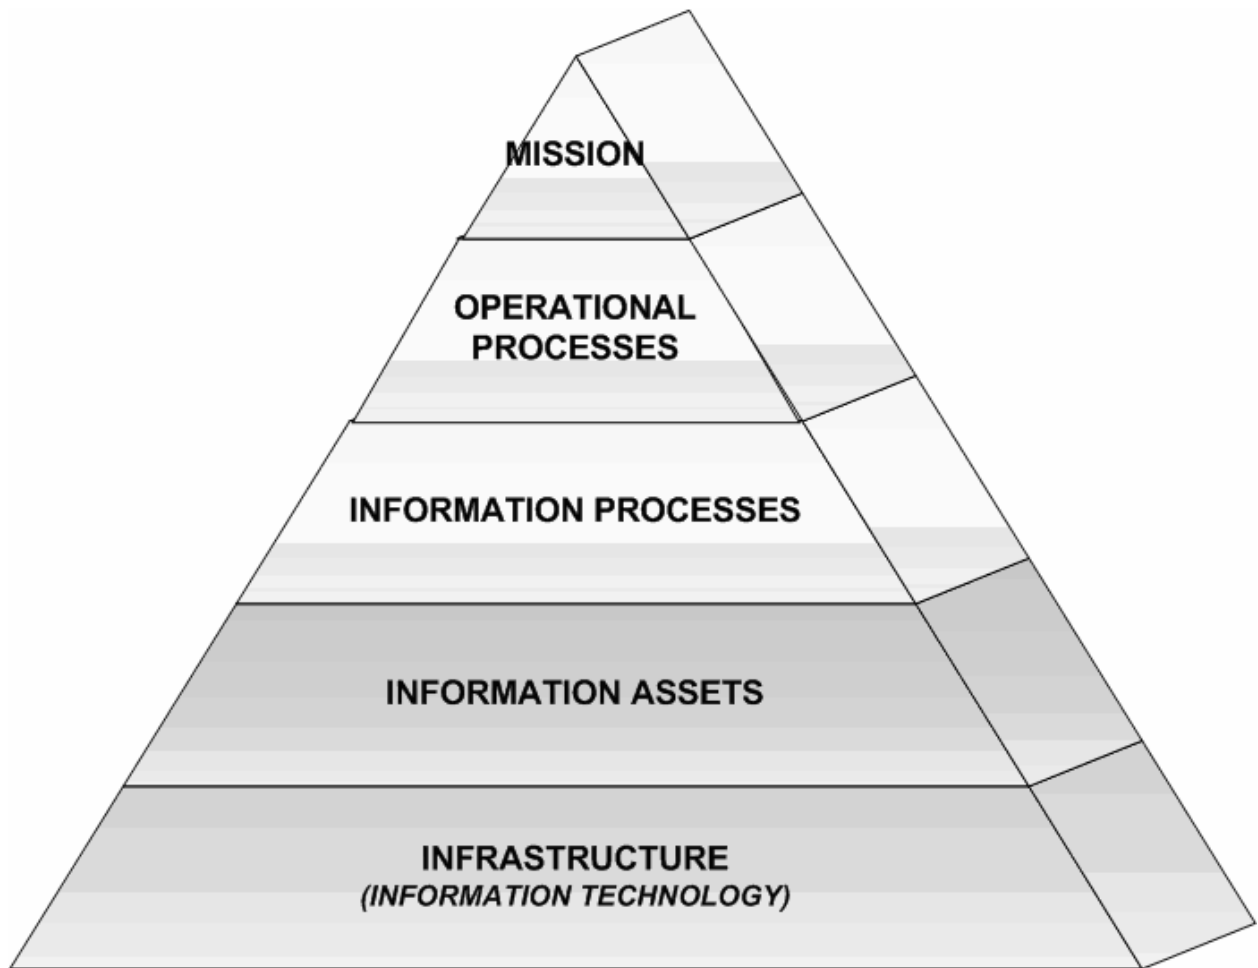 MISSION
OPERATIONAL
PROCESSES
INFORMATION PROCESSES
INFORMATION ASSETS
INFRASTRUCTURE
(INFORMATION TECHNOLOGY)